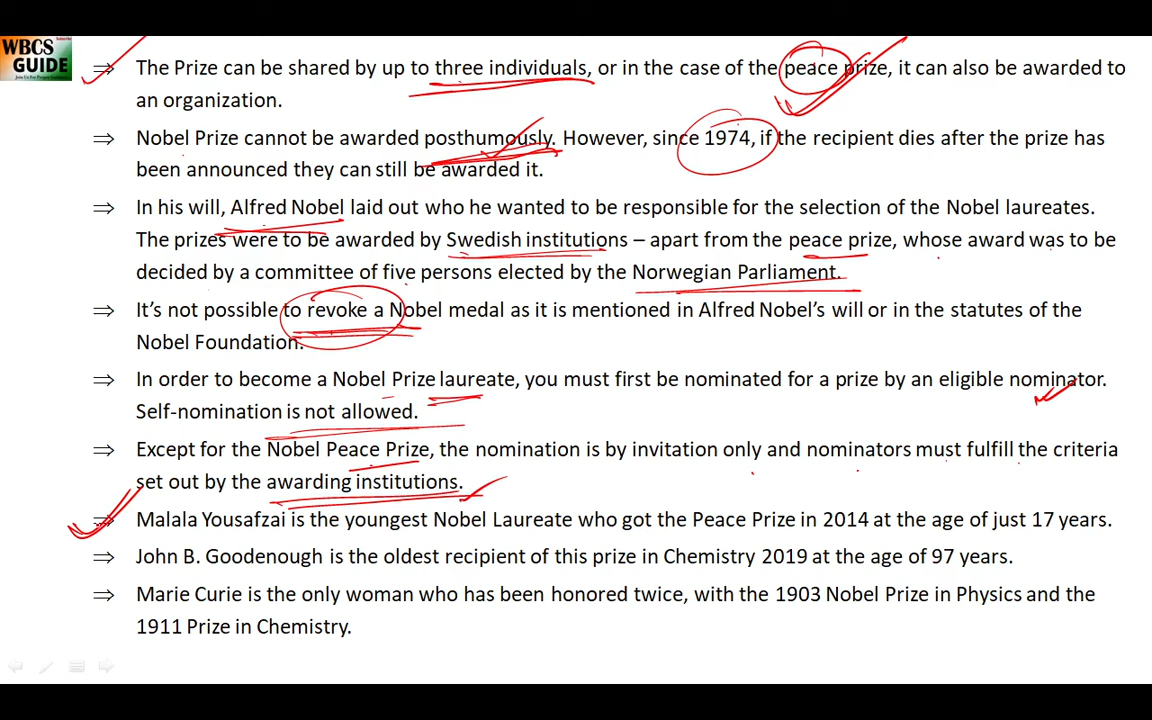 WBCS
GUIDE
⇒ The Prize can be shared by up to three individuals, or in the case of the peace prize, it can also be awarded to
an organization.
⇒ Nobel Prize cannot be awarded posthumously. However, since 1974, if the recipient dies after the prize has
been announced they can still be awarded it.
⇒ In his will, Alfred Nobel laid out who he wanted to be responsible for the selection of the Nobel laureates.
The prizes were to be awarded by Swedish institutions – apart from the peace prize, whose award was to be
decided by a committee of five persons elected by the Norwegian Parliament.
⇒ It's not possible to revoke a Nobel medal as it is mentioned in Alfred Nobel's will or in the statutes of the
Nobel Foundation.
⇒ In order to become a Nobel Prize laureate, you must first be nominated for a prize by an eligible nominator.
Self-nomination is not allowed.
⇒ Except for the Nobel Peace Prize, the nomination is by invitation only and nominators must fulfill the criteria
set out by the awarding institutions.
⇒ Malala Yousafzai is the youngest Nobel Laureate who got the Peace Prize in 2014 at the age of just 17 years.
⇒ John B. Goodenough is the oldest recipient of this prize in Chemistry 2019 at the age of 97 years.
⇒ Marie Curie is the only woman who has been honored twice, with the 1903 Nobel Prize in Physics and the
1911 Prize in Chemistry.